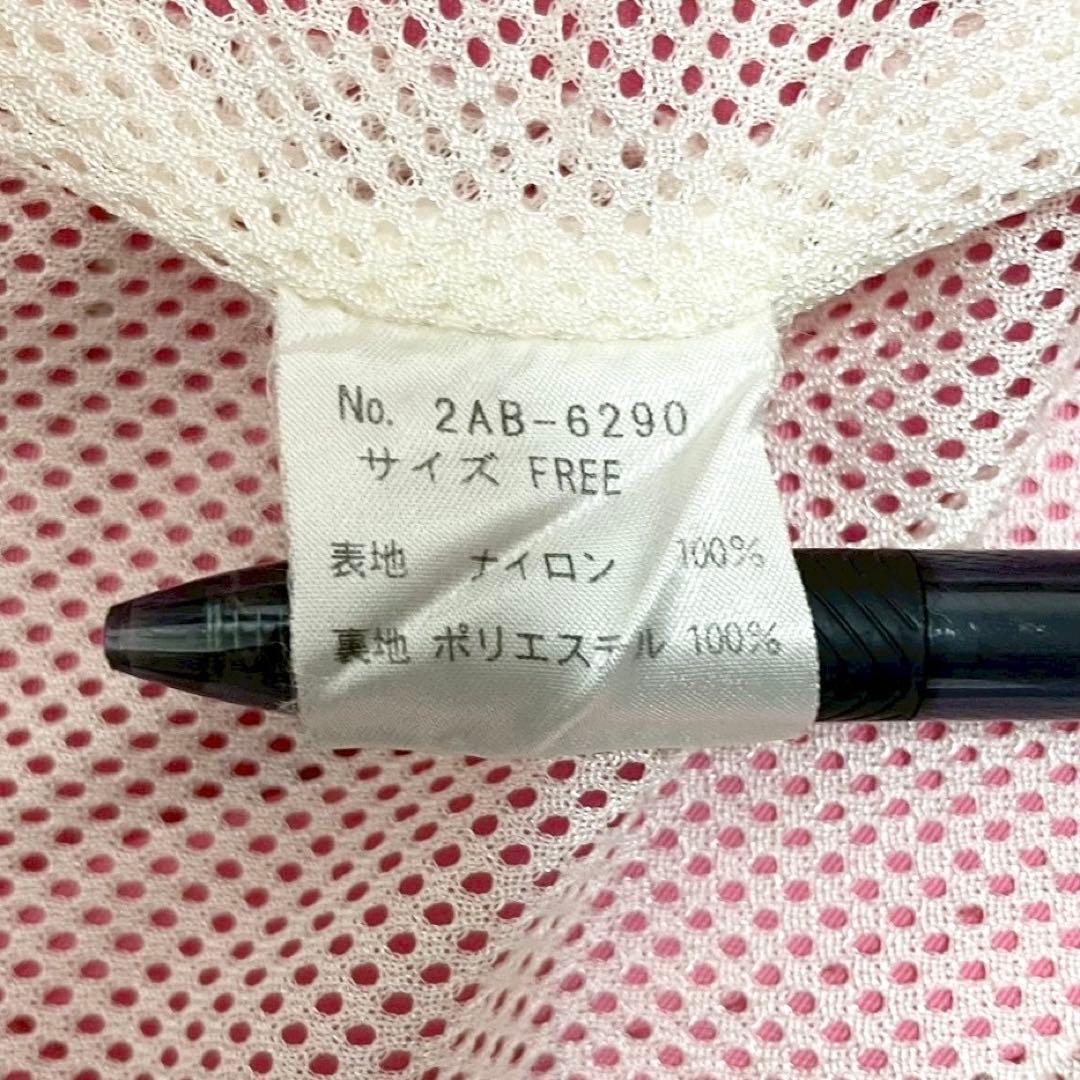 No. 2AB-6290
サイズ FREE
表地 ナイロン 100%
裏地 ポリエステル 100%